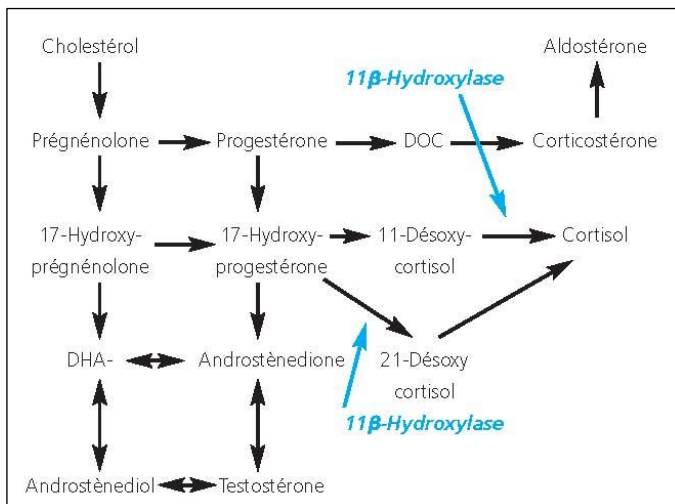 Cholestérol
Aldostérone
11β-Hydroxylase
Prégnénolone
Progestérone
DOC
Corticostérone
17-Hydroxy-
prégnénolone
17-Hydroxy-
progestérone
11-Désoxy-
cortisol
Cortisol
DHA-
Androstènedione
21-Désoxy
cortisol
11β-Hydroxylase
Androstènediol
Testostérone